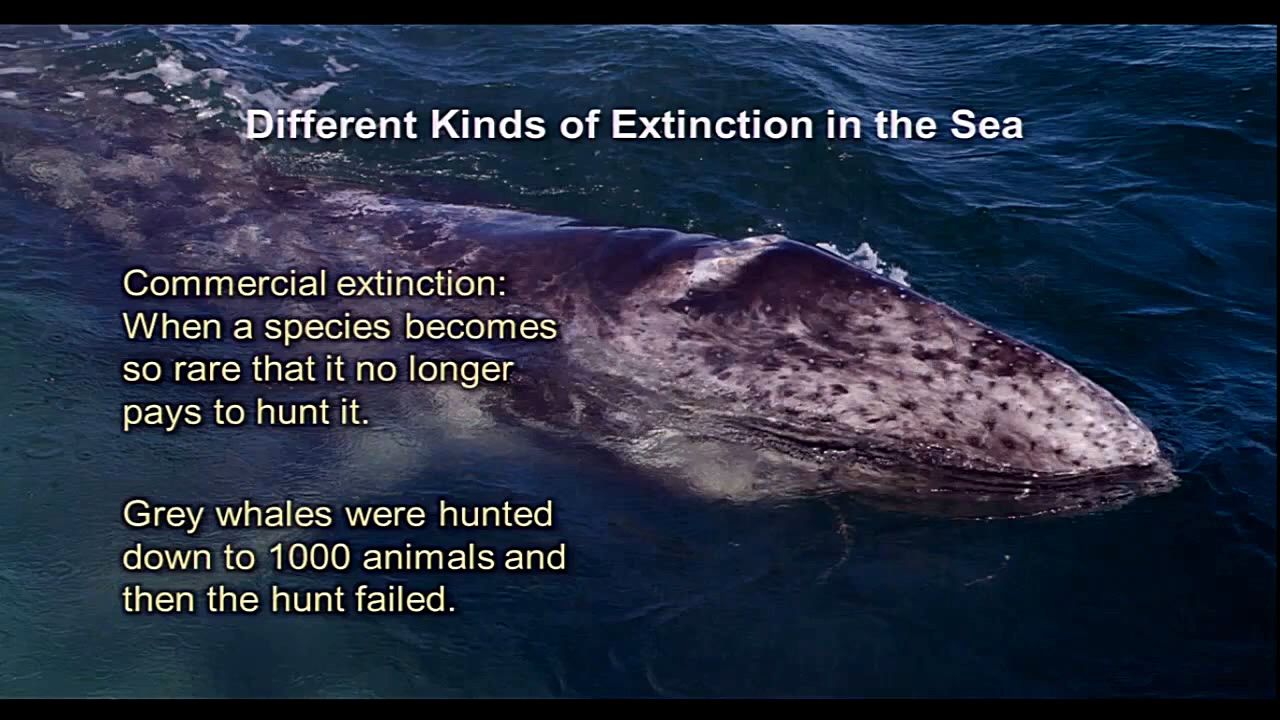 Different Kinds of Extinction in the Sea
Commercial extinction:
When a species becomes
so rare that it no longer
pays to hunt it.
Grey whales were hunted
down to 1000 animals and
then the hunt failed.